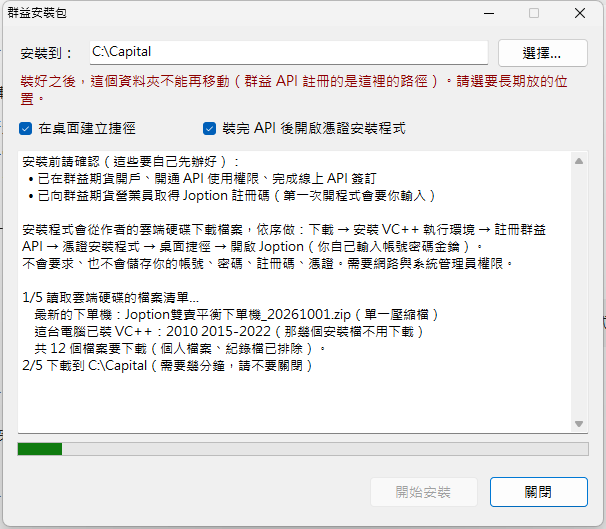 群益安裝包
安裝到：
C:\Capital
選擇...
裝好之後，這個資料夾不能再移動（群益 API 註冊的是這裡的路徑）。請選要長期放的位
置。
在桌面建立捷徑
裝完 API 後開啟憑證安裝程式
安裝前請確認（這些要自己先辦好）：
• 已在群益期貨開戶、開通 API 使用權限、完成線上 API 簽訂
• 已向群益期貨營業員取得 Joption 註冊碼（第一次開程式會要你輸入）
安裝程式會從作者的雲端硬碟下載檔案，依序做：下載 → 安裝 VC++ 執行環境 → 註冊群益
API → 憑證安裝程式 → 桌面捷徑 → 開啟 Joption（你自己輸入帳號密碼金鑰）。
不會要求、也不會儲存你的帳號、密碼、註冊碼、憑證。需要網路與系統管理員權限。
1/5 讀取雲端硬碟的檔案清單...
最新的下單機：Joption雙賣平衡下單機_20261001.zip（單一壓縮檔）
這台電腦已裝 VC++：2010 2015-2022（那幾個安裝檔不用下載）
共 12 個檔案要下載（個人檔案、紀錄檔已排除）。
2/5 下載到 C:\Capital（需要幾分鐘，請不要關閉）
開始安裝
關閉